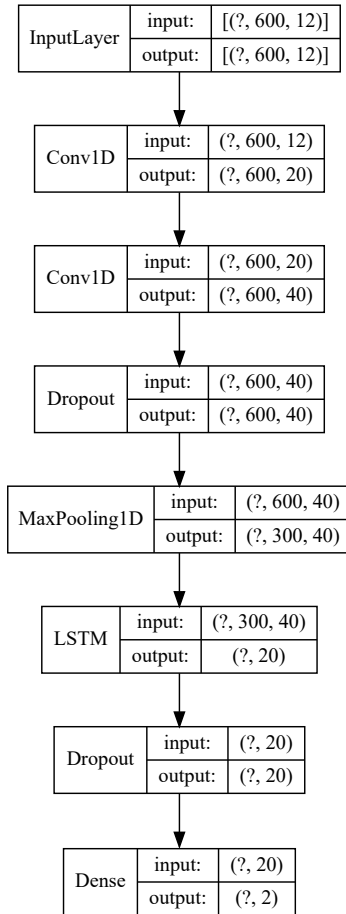 InputLayer
input: [(?, 600, 12)]
output: [(?, 600, 12)]
Conv1D
input: (?, 600, 12)
output: (?, 600, 20)
Conv1D
input: (?, 600, 20)
output: (?, 600, 40)
Dropout
input: (?, 600, 40)
output: (?, 600, 40)
MaxPooling1D
input: (?, 600, 40)
output: (?, 300, 40)
LSTM
input: (?, 300, 40)
output: (?, 20)
Dropout
input: (?, 20)
output: (?, 20)
Dense
input: (?, 20)
output: (?, 2)